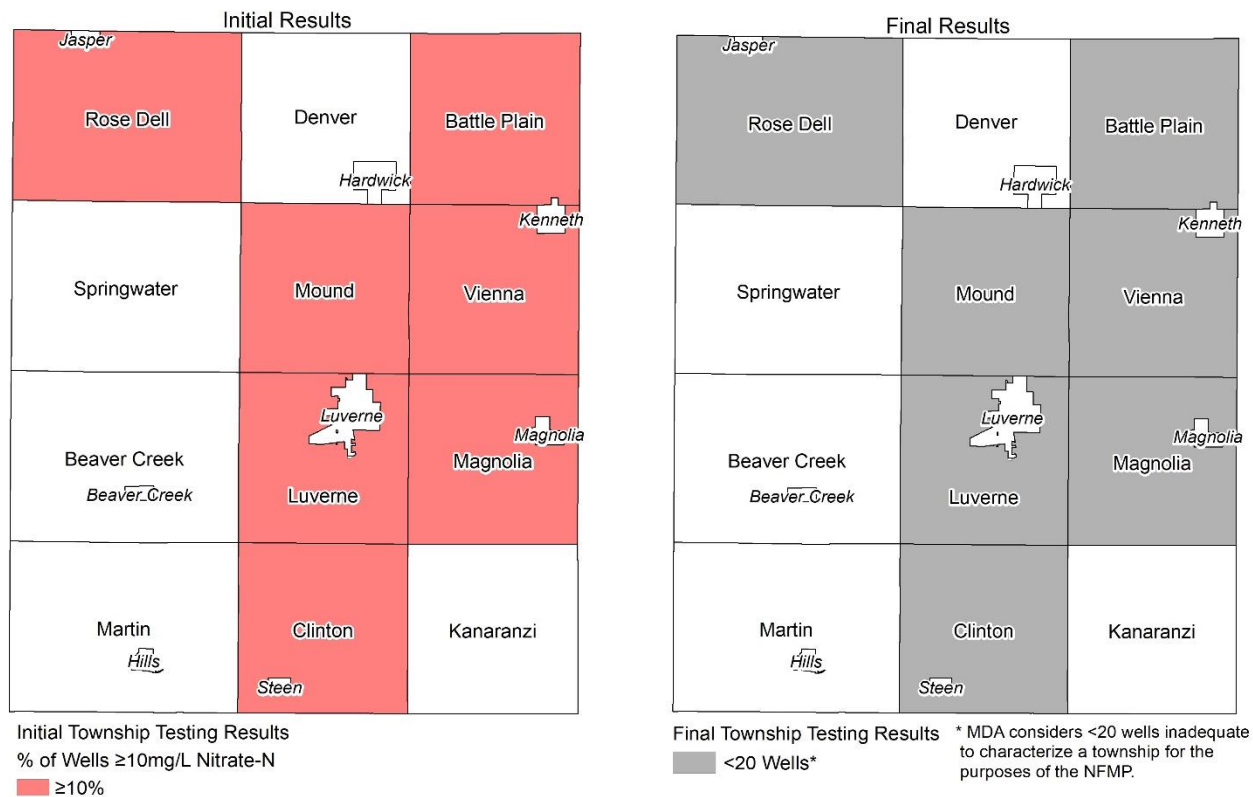 Initial Results
Jasper
Rose Dell
Denver
Battle Plain
Hardwick
Kenneth
Springwater
Mound
Vienna
Luverne
Magnolia
Beaver Creek
Magnolia
Beaver Creek
Luverne
Martin
Clinton
Kanaranzi
Hills
Steen
Initial Township Testing Results
% of Wells ≥10mg/L Nitrate-N
≥10%
Final Results
Jasper
Rose Dell
Denver
Battle Plain
Hardwick
Kenneth
Springwater
Mound
Vienna
Luverne
Magnolia
Beaver Creek
Magnolia
Beaver Creek
Luverne
Martin
Clinton
Kanaranzi
Hills
Steen
Final Township Testing Results
<20 Wells*
* MDA considers <20 wells inadequate
to characterize a township for the
purposes of the NFMP.